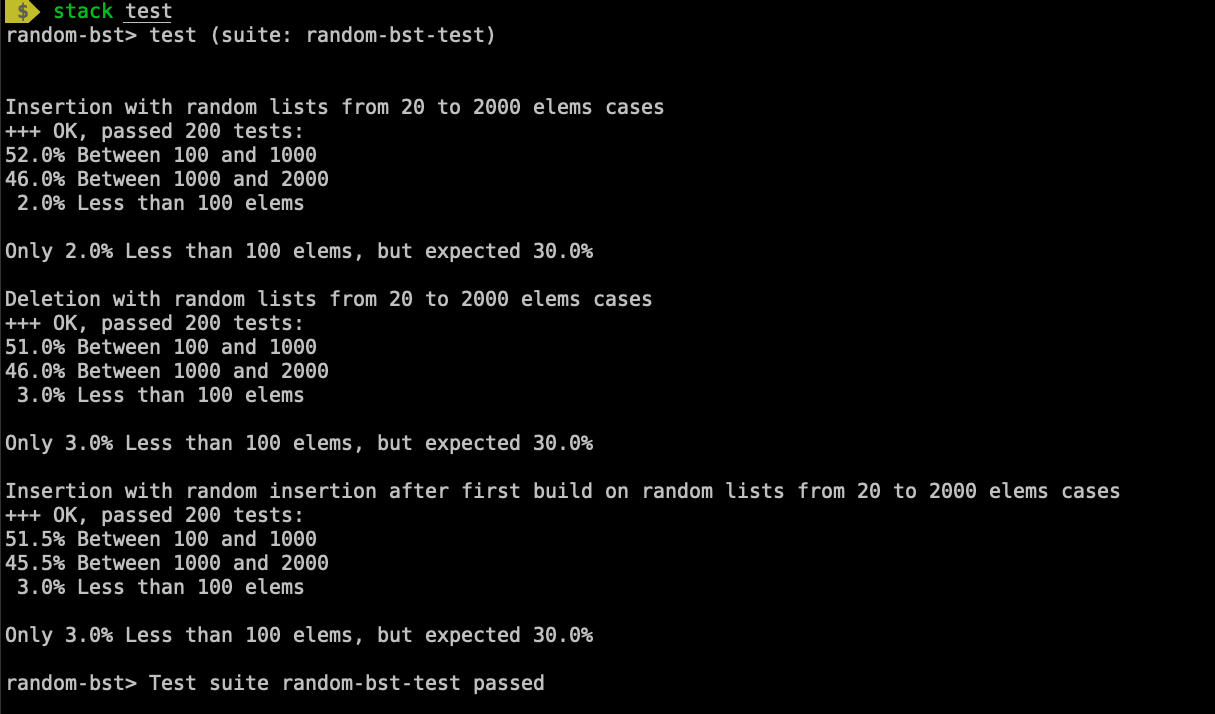 $ stack test
random-bst> test (suite: random-bst-test)
Insertion with random lists from 20 to 2000 elems cases
+++ OK, passed 200 tests:
52.0% Between 100 and 1000
46.0% Between 1000 and 2000
 2.0% Less than 100 elems
Only 2.0% Less than 100 elems, but expected 30.0%
Deletion with random lists from 20 to 2000 elems cases
+++ OK, passed 200 tests:
51.0% Between 100 and 1000
46.0% Between 1000 and 2000
 3.0% Less than 100 elems
Only 3.0% Less than 100 elems, but expected 30.0%
Insertion with random insertion after first build on random lists from 20 to 2000 elems cases
+++ OK, passed 200 tests:
51.5% Between 100 and 1000
45.5% Between 1000 and 2000
 3.0% Less than 100 elems
Only 3.0% Less than 100 elems, but expected 30.0%
random-bst> Test suite random-bst-test passed